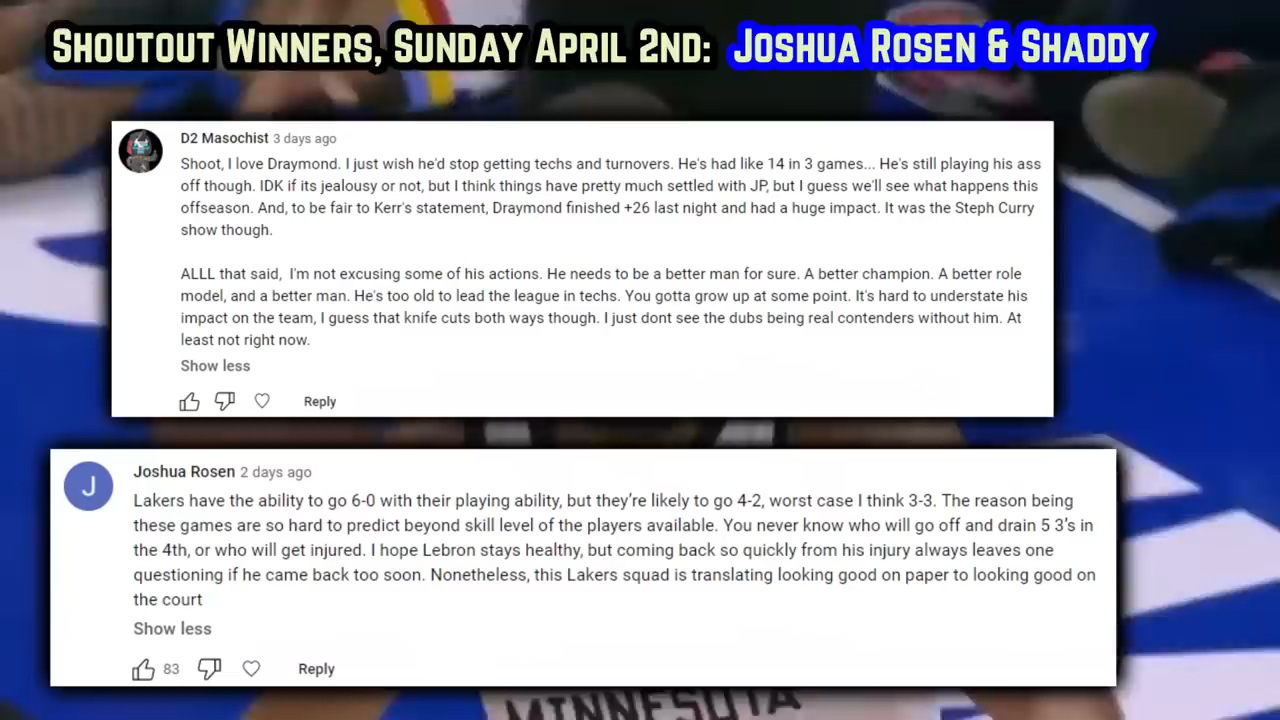 SHOUTOUT WINNERS, SUNDAY APRIL 2ND: JOSHUA ROSEN & SHADDY
D2 Masochist 3 days ago
Shoot, I love Draymond. I just wish he'd stop getting techs and turnovers. He's had like 14 in 3 games... He's still playing his ass
off though. IDK if its jealousy or not, but I think things have pretty much settled with JP, but I guess we'll see what happens this
offseason. And, to be fair to Kerr's statement, Draymond finished +26 last night and had a huge impact. It was the Steph Curry
show though.
ALLL that said, I'm not excusing some of his actions. He needs to be a better man for sure. A better champion. A better role
model, and a better man. He's too old to lead the league in techs. You gotta grow up at some point. It's hard to understate his
impact on the team, I guess that knife cuts both ways though. I just dont see the dubs being real contenders without him. At
least not right now.
Show less
Reply
J
Joshua Rosen 2 days ago
Lakers have the ability to go 6-0 with their playing ability, but they're likely to go 4-2, worst case I think 3-3. The reason being
these games are so hard to predict beyond skill level of the players available. You never know who will go off and drain 5 3's in
the 4th, or who will get injured. I hope Lebron stays healthy, but coming back so quickly from his injury always leaves one
questioning if he came back too soon. Nonetheless, this Lakers squad is translating looking good on paper to looking good on
the court
Show less
83 Reply
MINNESOTA